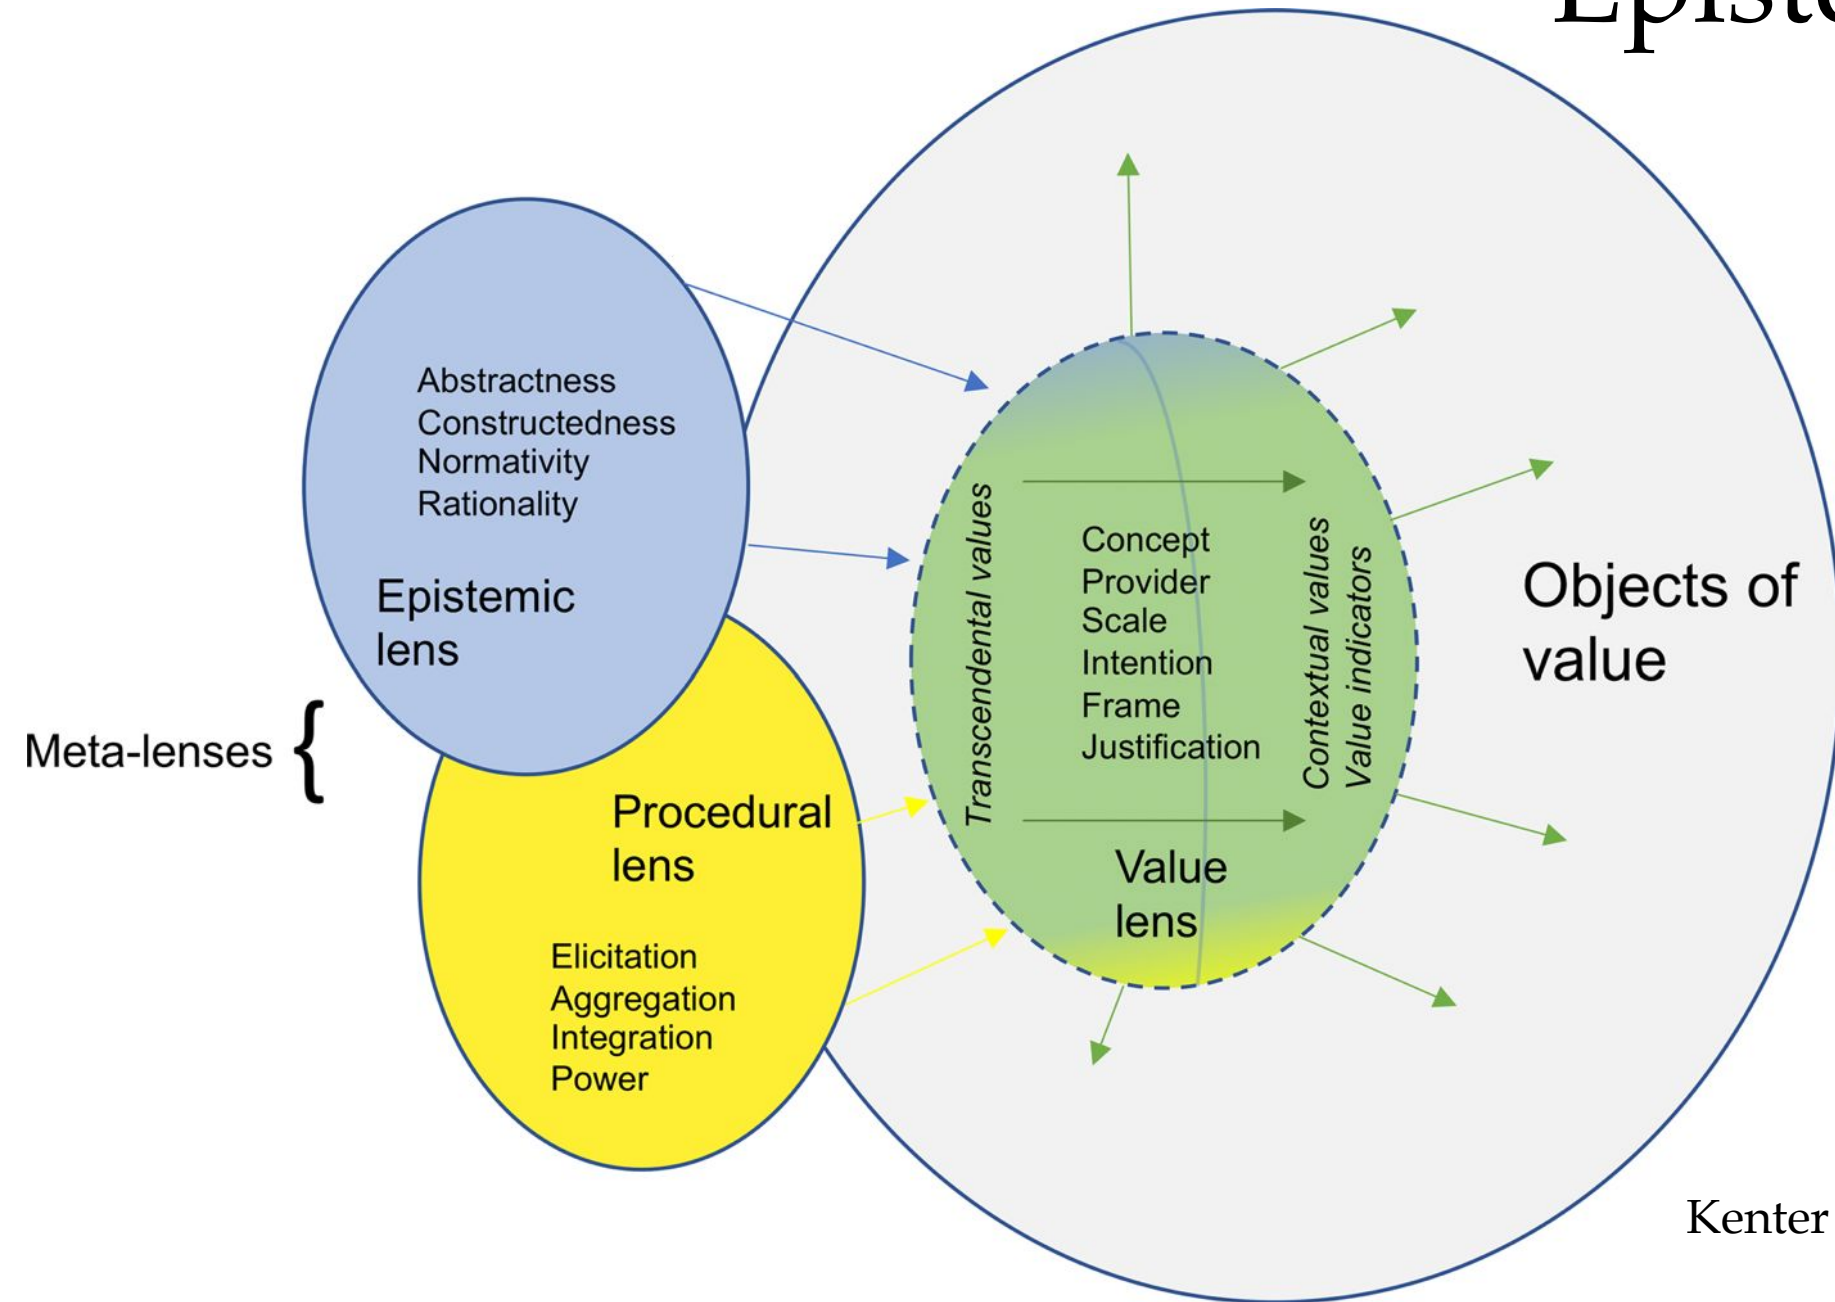 Abstractness
Constructedness
Normativity
Rationality
Epistemic
lens
Meta-lenses {
Procedural
lens
Elicitation
Aggregation
Integration
Power
Transcendental values
Concept
Provider
Scale
Intention
Frame
Justification
Value
lens
Contextual values
Value indicators
Objects of
value
Kenter